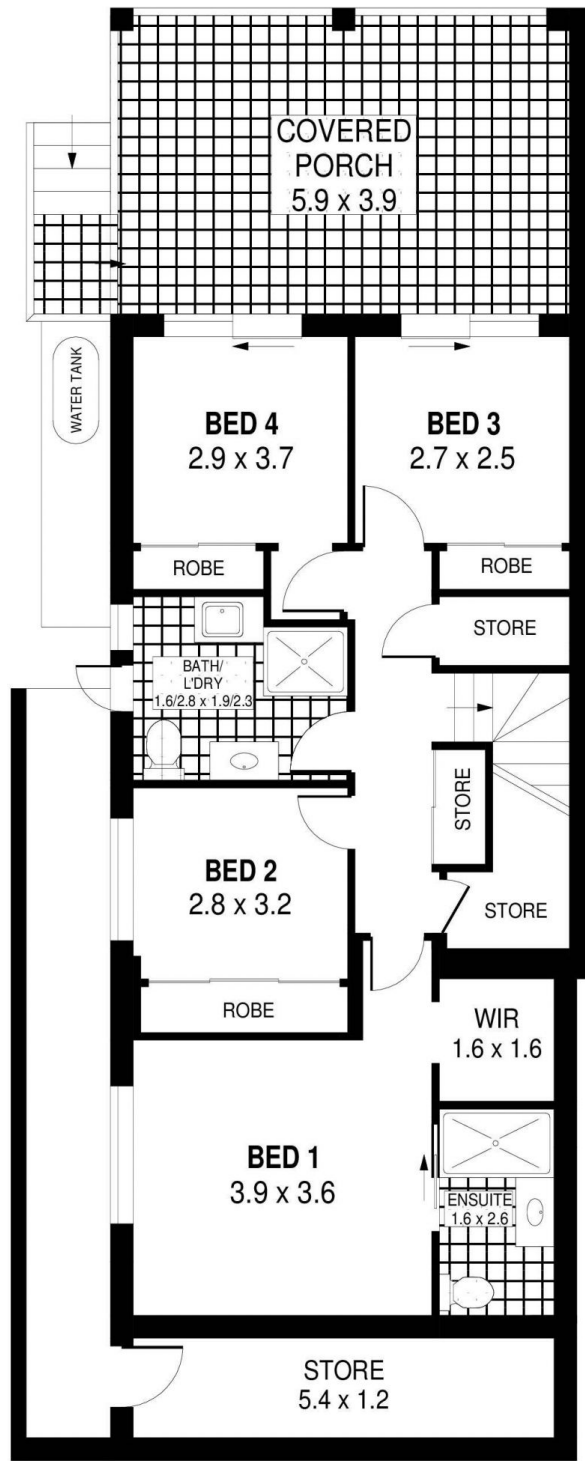 COVERED
PORCH
5.9 x 3.9
WATER TANK
BED 4
2.9 x 3.7
BED 3
2.7 x 2.5
ROBE
ROBE
STORE
BATH/
L'DRY
1.6/2.8 x 1.9/2.3
STORE
BED 2
2.8 x 3.2
STORE
ROBE
WIR
1.6 x 1.6
BED 1
3.9 x 3.6
ENSUITE
1.6 x 2.6
STORE
5.4 x 1.2